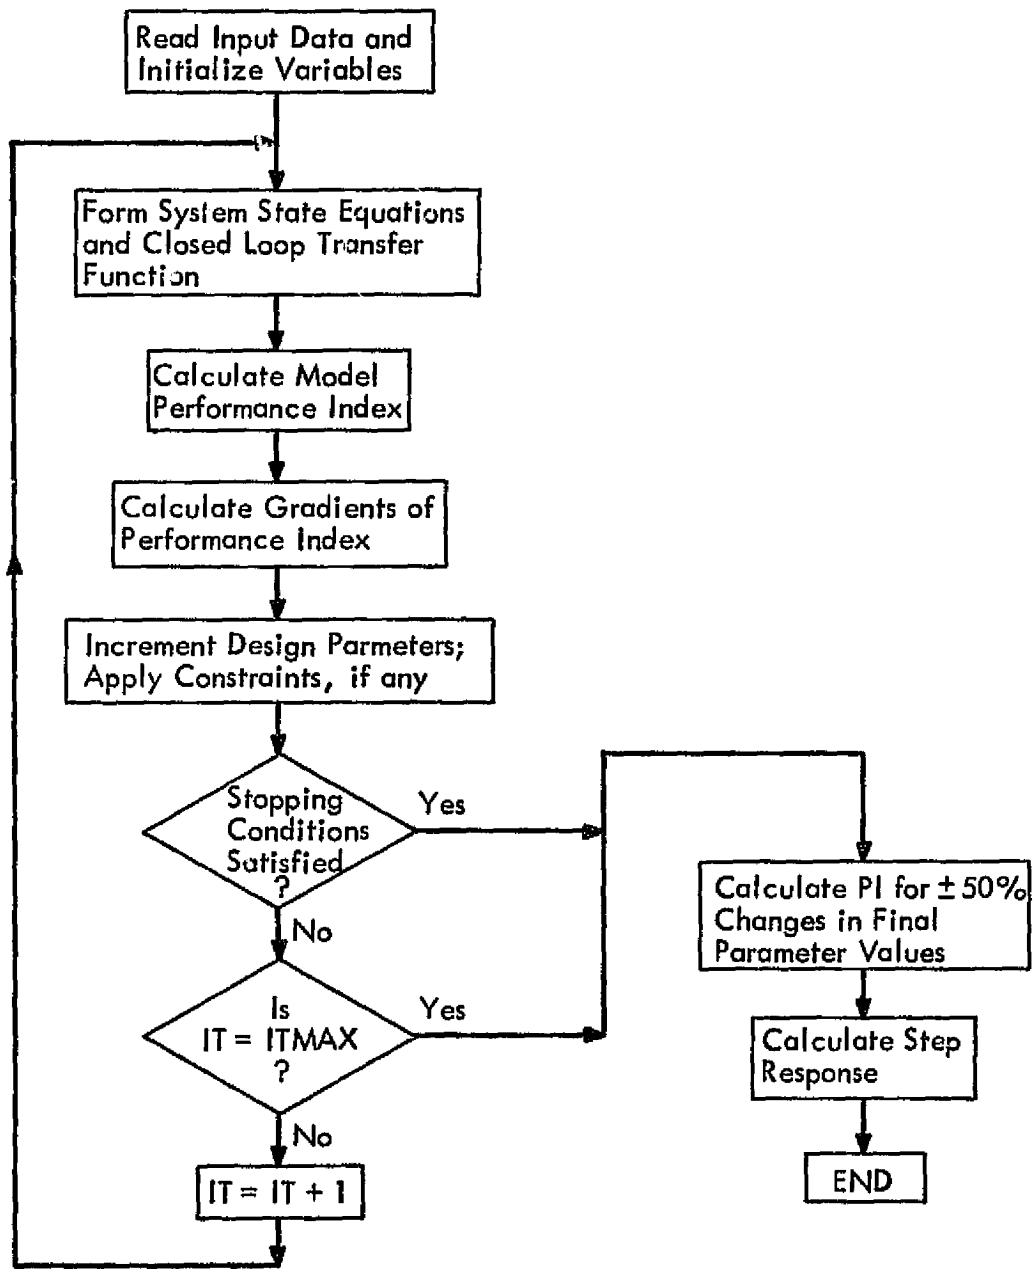 Read Input Data and
Initialize Variables
Form System State Equations
and Closed Loop Transfer
Function
Calculate Model
Performance Index
Calculate Gradients of
Performance Index
Increment Design Parmeters;
Apply Constraints, if any
Stopping
Conditions
Satisfied
?
Yes
No
Is
IT = ITMAX
?
Yes
No
IT = IT + 1
Calculate PI for ±50%
Changes in Final
Parameter Values
Calculate Step
Response
END